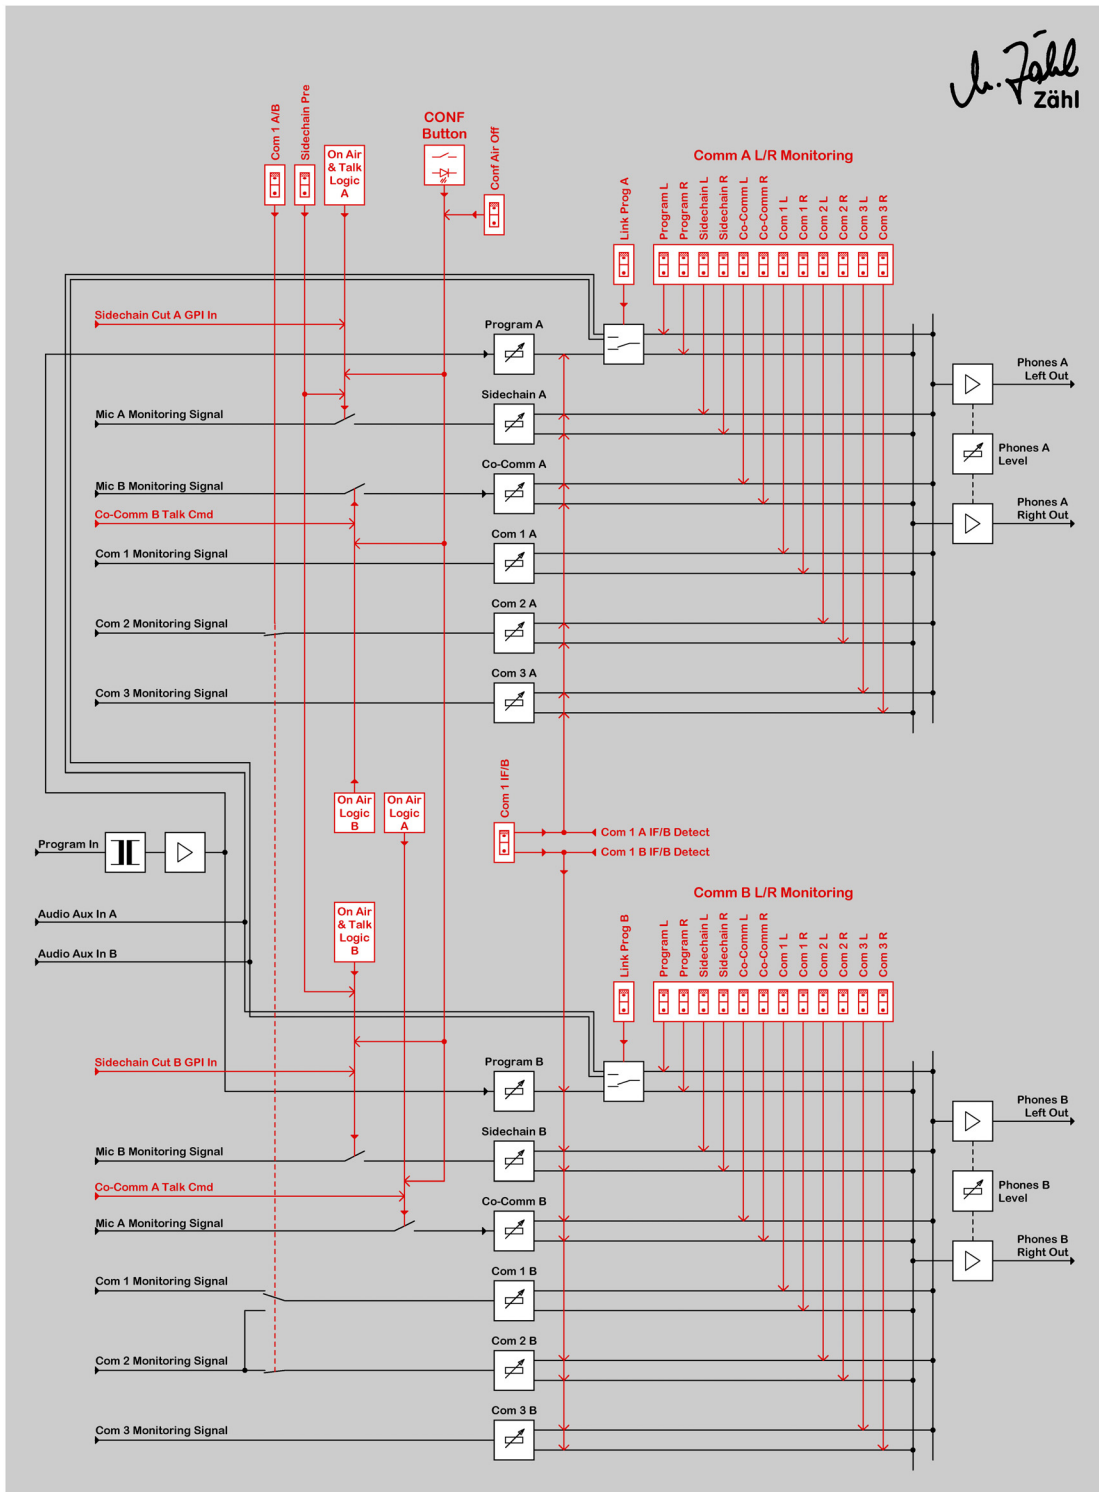 M. Zähl
Zähl
Com 1 A/B
Sidechain Pre
On Air
& Talk
Logic
A
CONF
Button
Conf Air Off
Comm A L/R Monitoring
Link Prog A
Program L
Program R
Sidechain L
Sidechain R
Co-Comm L
Co-Comm R
Com 1 L
Com 1 R
Com 2 L
Com 2 R
Com 3 L
Com 3 R
Sidechain Cut A GPI In
Program A
Phones A
Left Out
Sidechain A
Mic A Monitoring Signal
Phones A
Level
Co-Comm A
Mic B Monitoring Signal
Co-Comm B Talk Cmd
Phones A
Right Out
Com 1 A
Com 1 Monitoring Signal
Com 2 A
Com 2 Monitoring Signal
Com 3 A
Com 3 Monitoring Signal
On Air
Logic
B
On Air
Logic
A
Com 1 IF/B
Com 1 A IF/B Detect
Com 1 B IF/B Detect
Program In
Audio Aux In A
Audio Aux In B
On Air
& Talk
Logic
B
Comm B L/R Monitoring
Link Prog B
Program L
Program R
Sidechain L
Sidechain R
Co-Comm L
Co-Comm R
Com 1 L
Com 1 R
Com 2 L
Com 2 R
Com 3 L
Com 3 R
Sidechain Cut B GPI In
Program B
Phones B
Left Out
Sidechain B
Mic B Monitoring Signal
Co-Comm A Talk Cmd
Phones B
Level
Co-Comm B
Mic A Monitoring Signal
Phones B
Right Out
Com 1 B
Com 1 Monitoring Signal
Com 2 B
Com 2 Monitoring Signal
Com 3 B
Com 3 Monitoring Signal